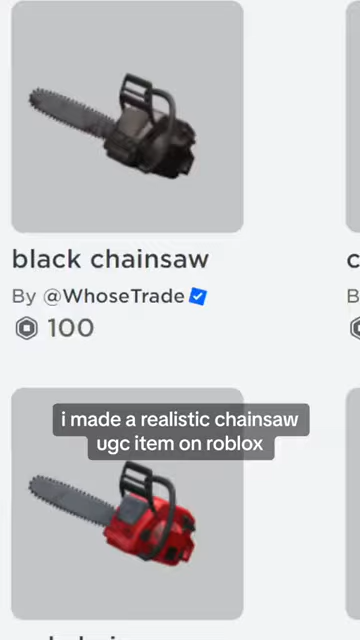 black chainsaw
By @WhoseTrade
100
i made a realistic chainsaw
ugc item on roblox